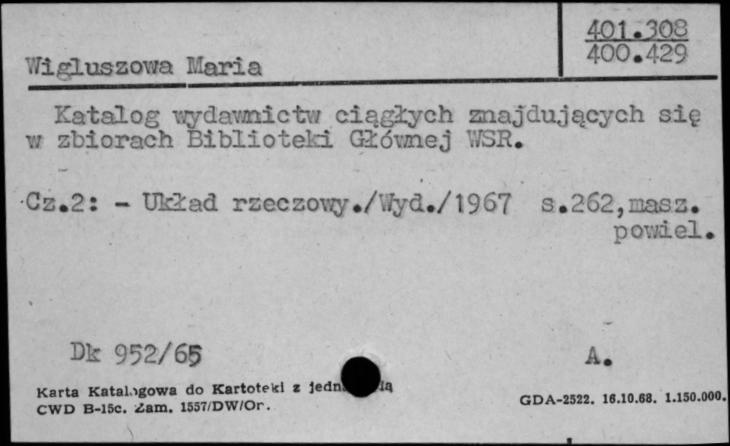 401.308
400.429
Wigluszowa Maria
Katalog wydawnictw ciągłych znajdujących się
w zbiorach Biblioteki Głównej WSR.
Cz.2: - Układ rzeczowy./Wyd./1967 s.262,masz.
powiel.
Dk 952/65
A.
Karta Katalogowa do Kartoteki z
CWD B-15c. Zam. 1557/DW/Or.
GDA-2522. 16.10.68. 1.150.000.